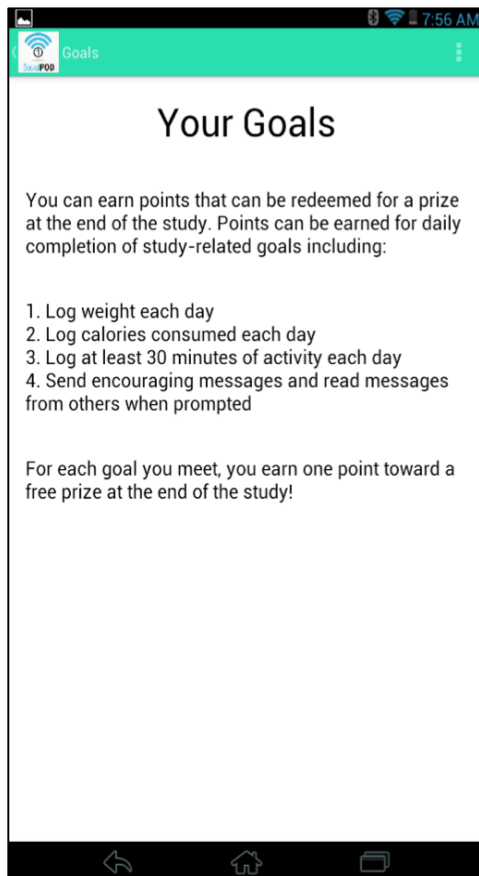 7:56 AM
Goals
Your Goals
You can earn points that can be redeemed for a prize
at the end of the study. Points can be earned for daily
completion of study-related goals including:
1. Log weight each day
2. Log calories consumed each day
3. Log at least 30 minutes of activity each day
4. Send encouraging messages and read messages
from others when prompted
For each goal you meet, you earn one point toward a
free prize at the end of the study!